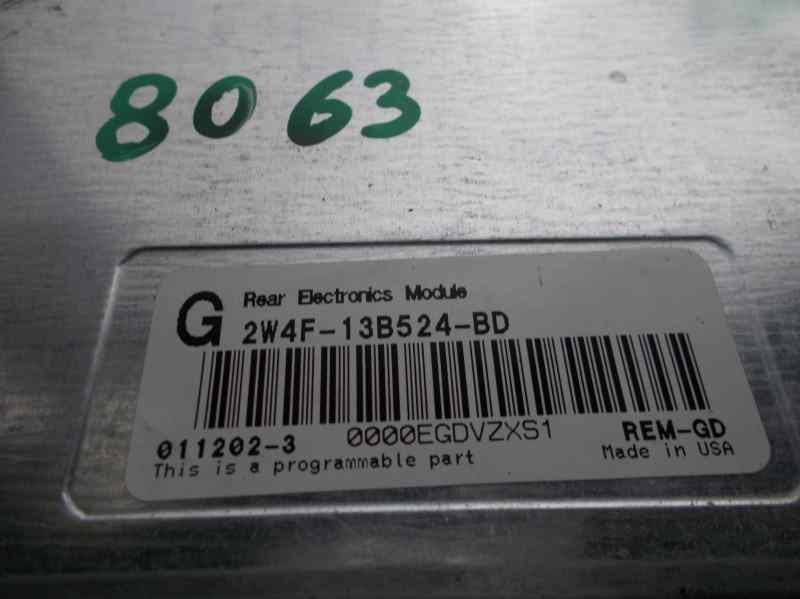 8063
G Rear Electronics Module
2W4F-13B524-BD
011202-3 0000EGDVZXS1 REM-GD
This is a programmable part Made in USA